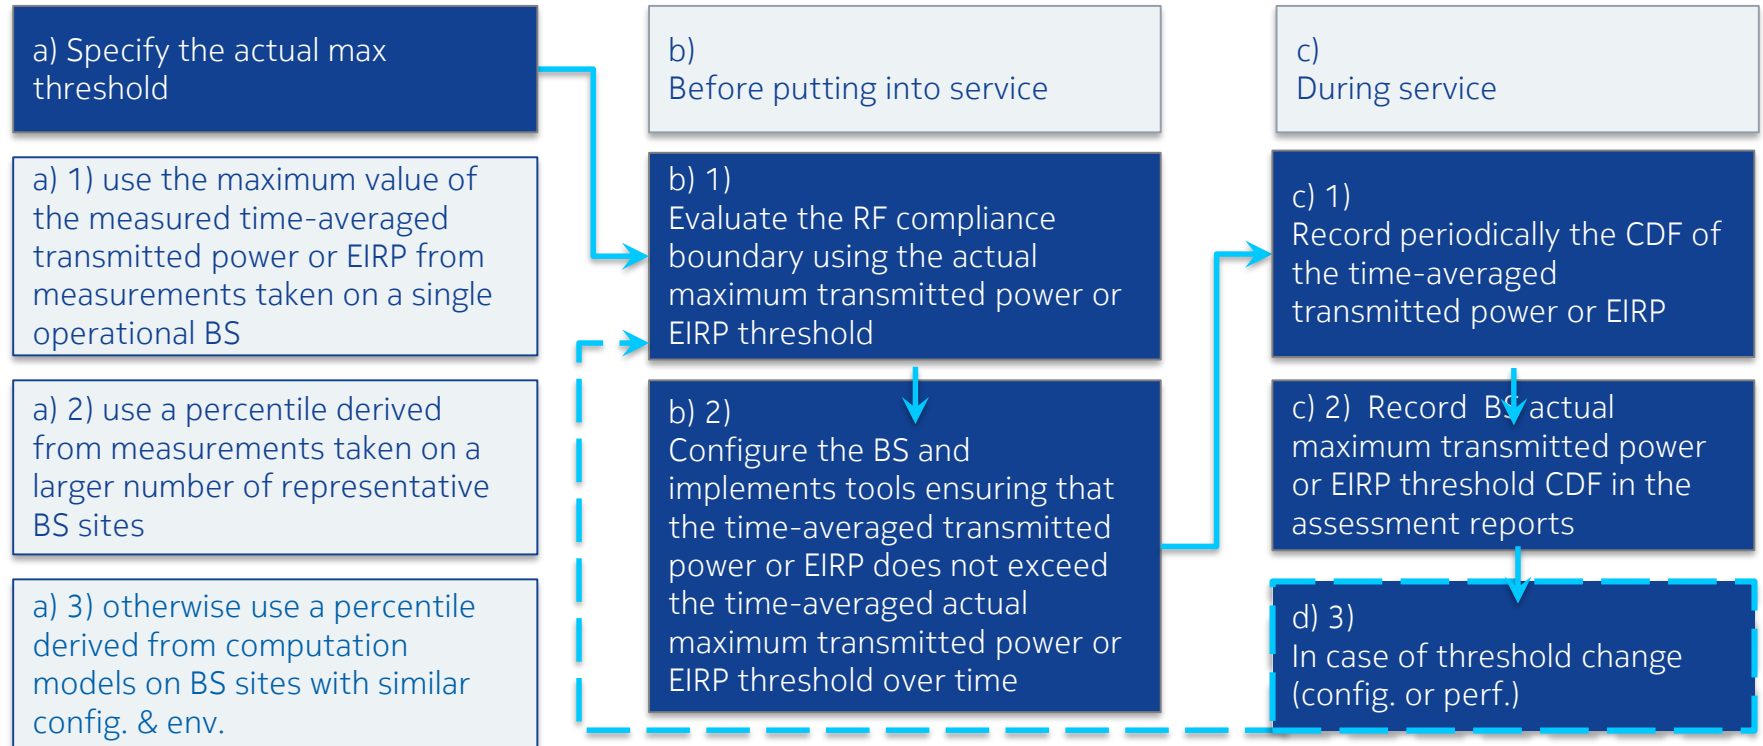 a) Specify the actual max
threshold
a) 1) use the maximum value of
the measured time-averaged
transmitted power or EIRP from
measurements taken on a single
operational BS
a) 2) use a percentile derived
from measurements taken on a
larger number of representative
BS sites
a) 3) otherwise use a percentile
derived from computation
models on BS sites with similar
config. & env.
b)
Before putting into service
b) 1)
Evaluate the RF compliance
boundary using the actual
maximum transmitted power or
EIRP threshold
b) 2)
Configure the BS and
implements tools ensuring that
the time-averaged transmitted
power or EIRP does not exceed
the time-averaged actual
maximum transmitted power or
EIRP threshold over time
c)
During service
c) 1)
Record periodically the CDF of
the time-averaged
transmitted power or EIRP
c) 2) Record BS actual
maximum transmitted power
or EIRP threshold CDF in the
assessment reports
d) 3)
In case of threshold change
(config. or perf.)